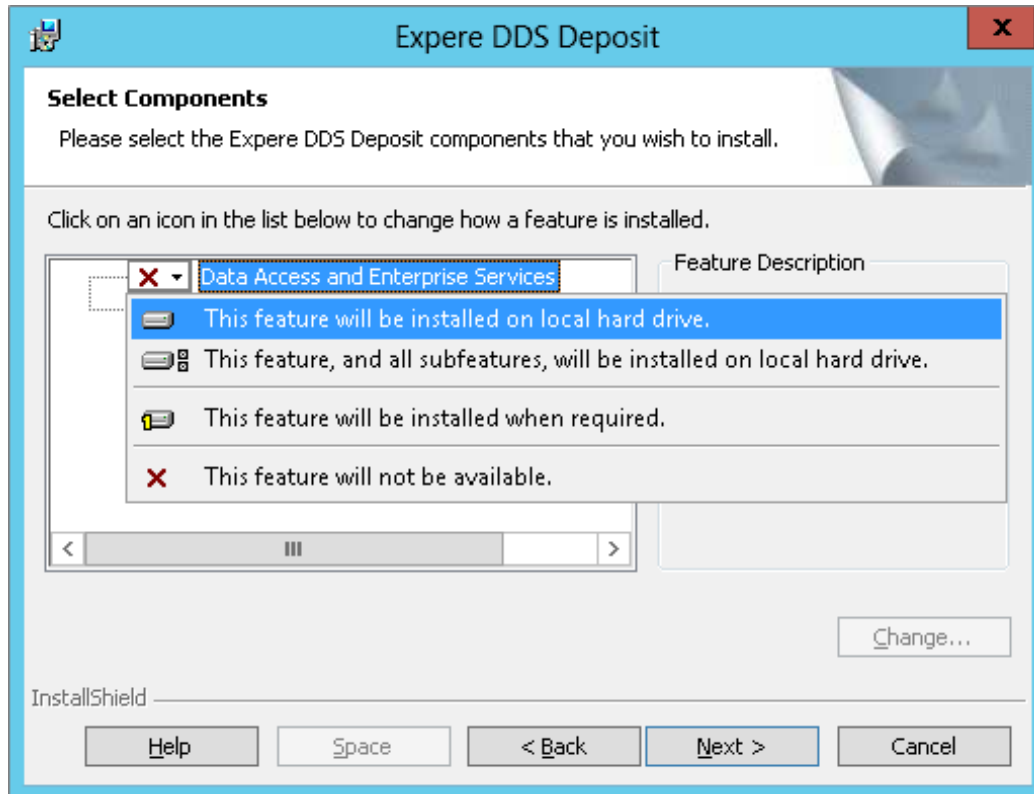 Expere DDS Deposit
x
Select Components
Please select the Expere DDS Deposit components that you wish to install.
Click on an icon in the list below to change how a feature is installed.
Data Access and Enterprise Services
Feature Description
This feature will be installed on local hard drive.
This feature, and all subfeatures, will be installed on local hard drive.
This feature will be installed when required.
This feature will not be available.
Change...
InstallShield
Help
Space
< Back
Next >
Cancel